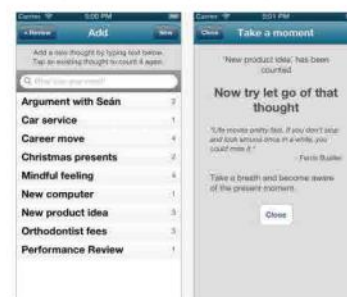 Carrier 5:00 PM
< Review Add New
Add a new thought by typing text below.
Tap an existing thought to count it again.
Argument with Seán 2
Car service 1
Career move 4
Christmas presents 2
Mindful feeling 4
New computer 1
New product idea 3
Orthodontist fees 3
Performance Review 1
Carrier 5:01 PM
Close Take a moment
'New product idea' has been
counted
Now try let go of that
thought
"Life moves pretty fast. If you don't stop
and look around once in a while, you
could miss it."
- Ferris Bueller
Take a breath and become aware
of the present moment.
Close